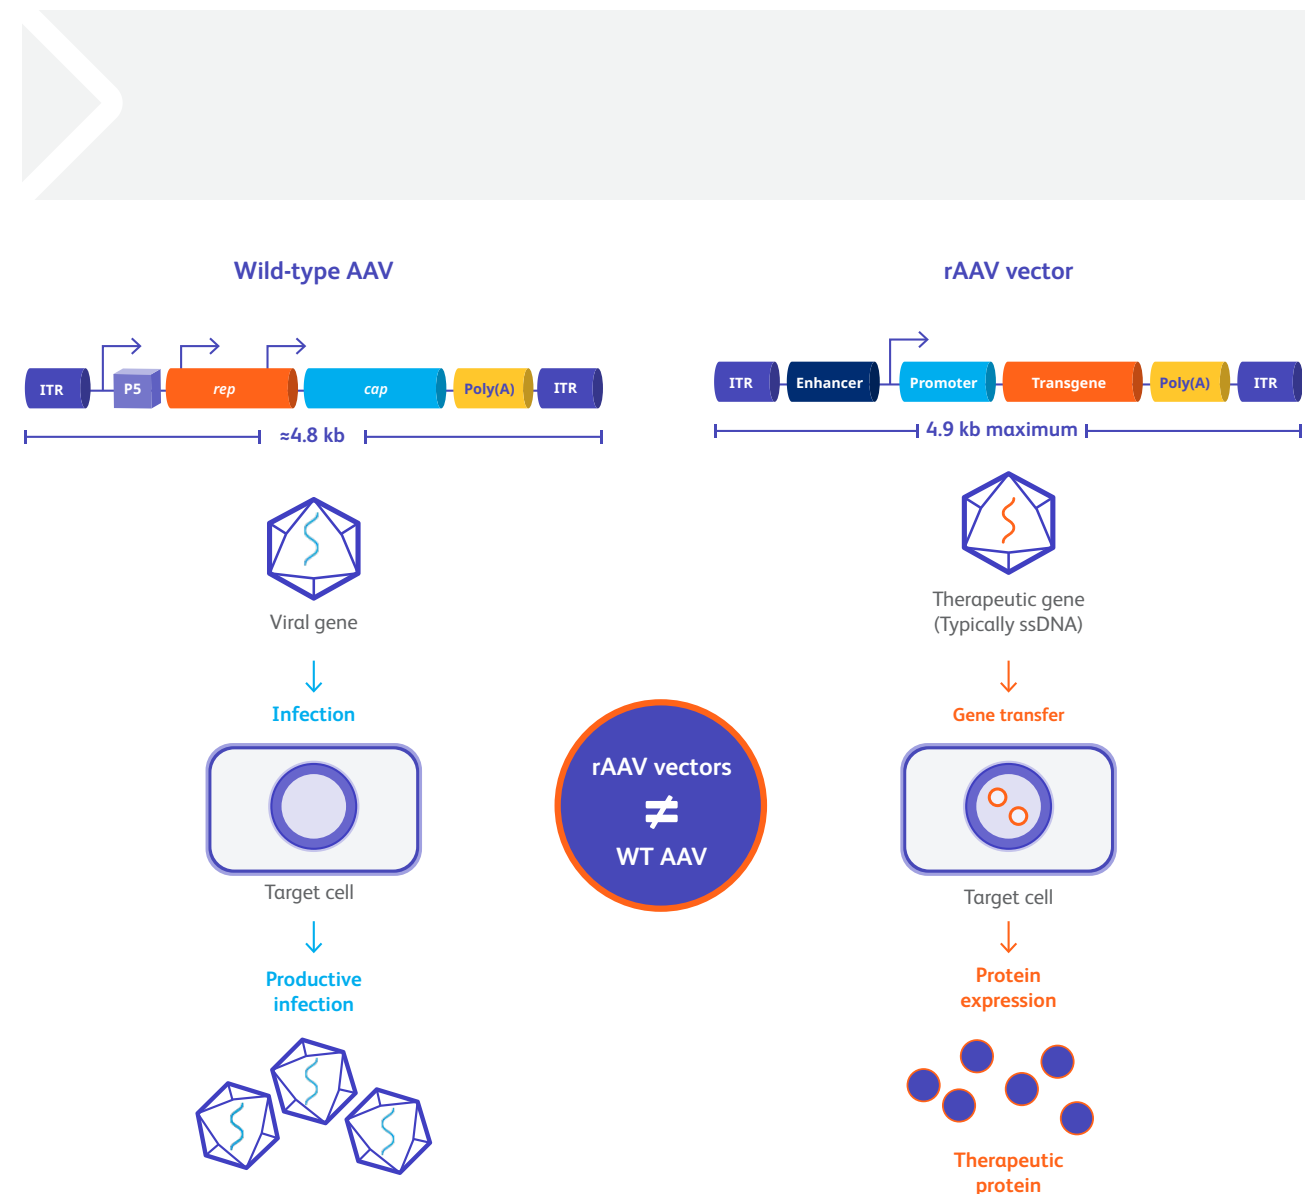 Wild-type AAV
ITR P5 rep cap Poly(A) ITR
≈4.8 kb
Viral gene
Infection
Target cell
Productive
infection
rAAV vectors
≠
WT AAV
rAAV vector
ITR Enhancer Promoter Transgene Poly(A) ITR
4.9 kb maximum
Therapeutic gene
(Typically ssDNA)
Gene transfer
Target cell
Protein
expression
Therapeutic
protein